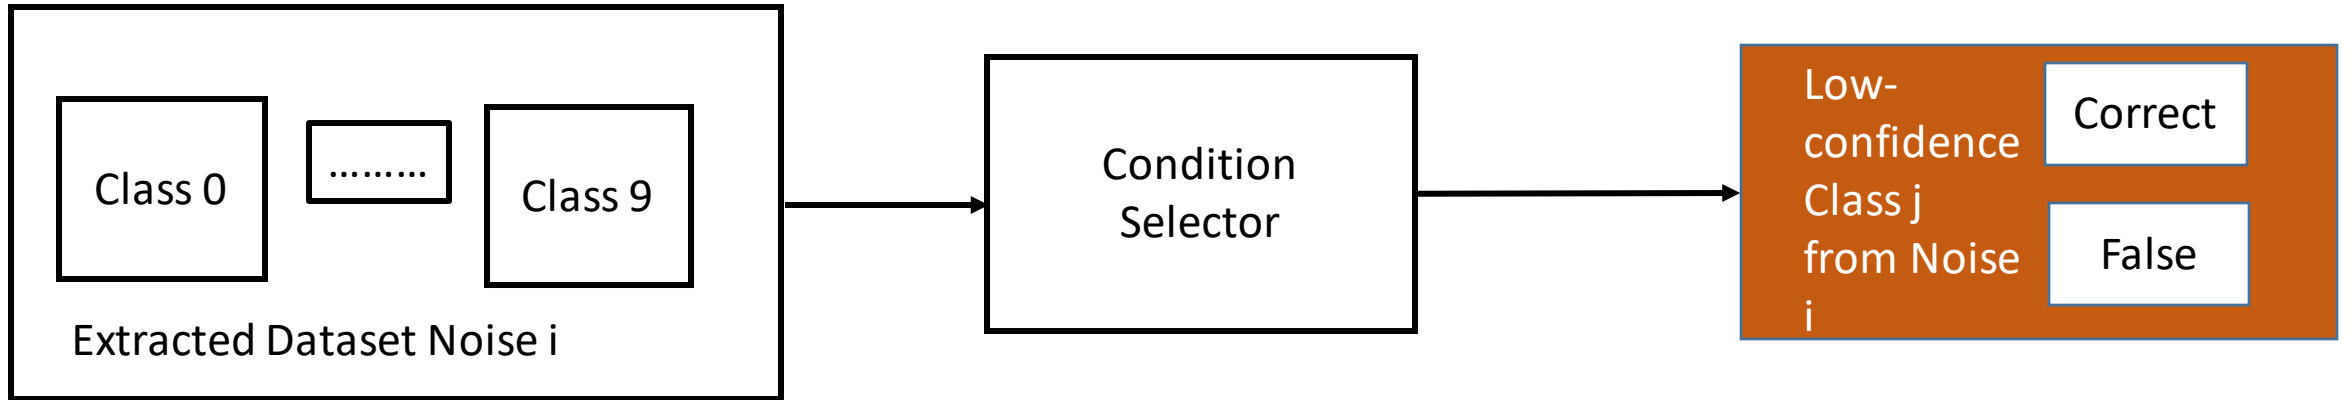 Class 0
.........
Class 9
Extracted Dataset Noise i
Condition
Selector
Low-
confidence
Class j
from Noise
i
Correct
False